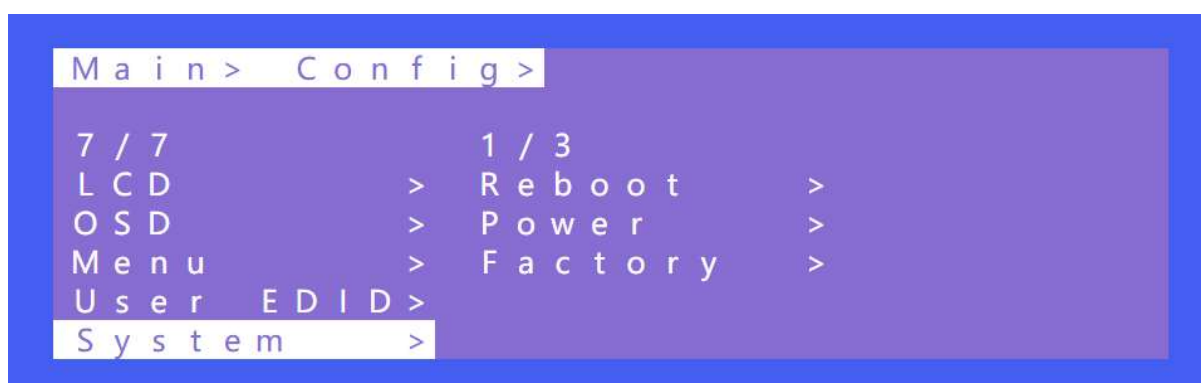 Main> Config>
7/7 1/3
LCD > Reboot >
OSD > Power >
Menu > Factory >
User EDID>
System >